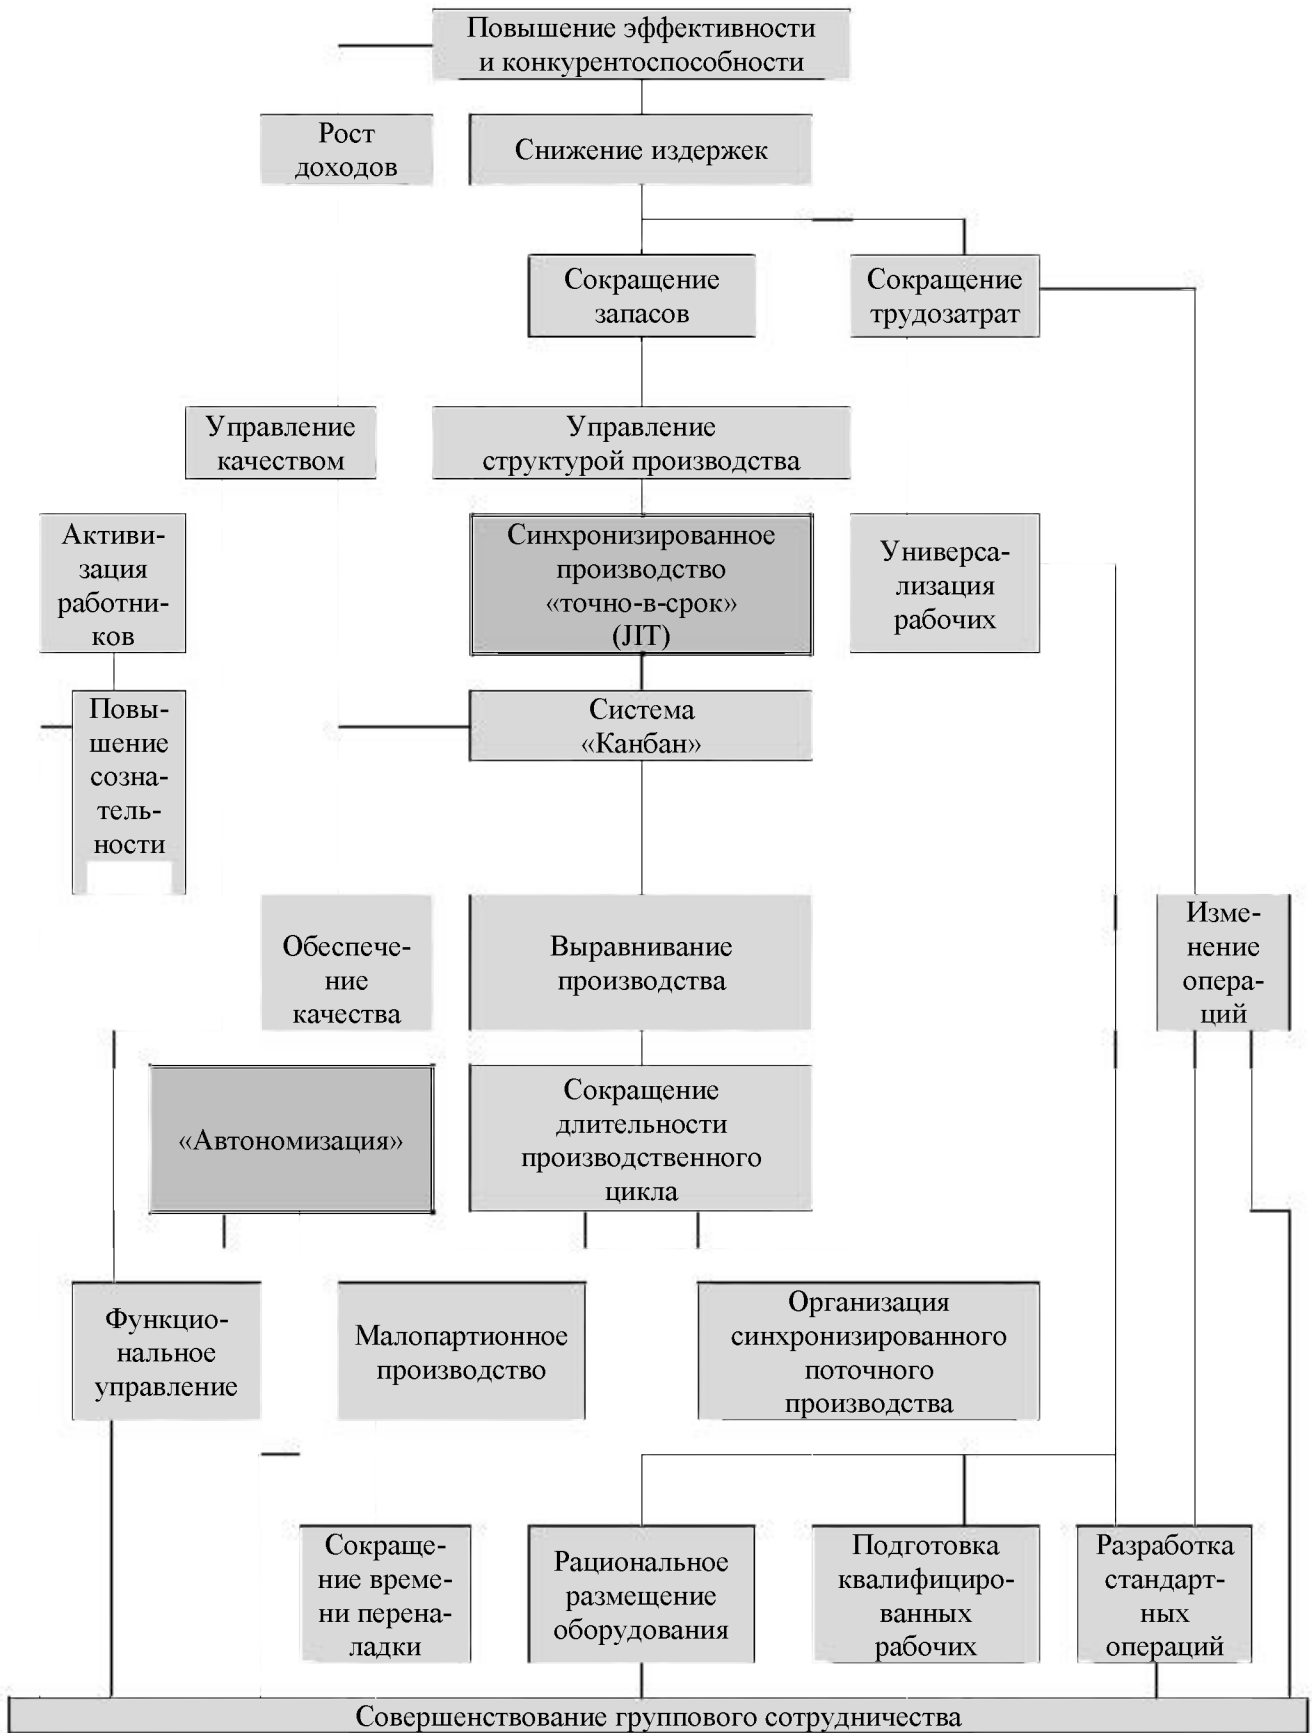 Повышение эффективности
и конкурентоспособности
Рост
доходов
Снижение издержек
Сокращение
запасов
Сокращение
трудозатрат
Управление
качеством
Управление
структурой производства
Активи-
зация
работни-
ков
Синхронизированное
производство
«точно-в-срок»
(JIT)
Универса-
лизация
рабочих
Повы-
шение
созна-
тель-
ности
Система
«Канбан»
Обеспече-
ние
качества
Выравнивание
производства
Изме-
нение
опера-
ций
«Автономизация»
Сокращение
длительности
производственного
цикла
Функцио-
нальное
управление
Малопартионное
производство
Организация
синхронизированного
поточного
производства
Сокраще-
ние време-
ни перена-
ладки
Рациональное
размещение
оборудования
Подготовка
квалифициро-
ванных
рабочих
Разработка
стандарт-
ных
операций
Совершенствование группового сотрудничества